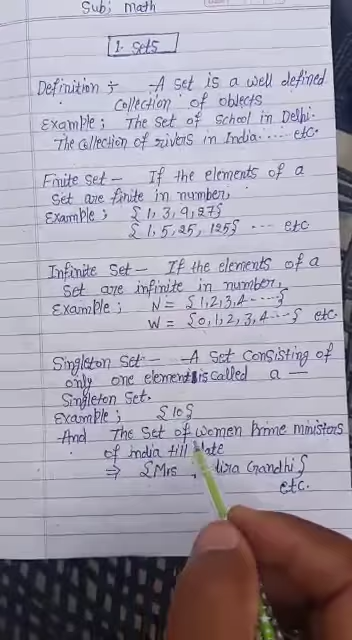 Sub; Math
1. Sets
Definition :- A set is a well defined
collection of objects
Example; The set of school in Delhi.
The collection of rivers in India.... etc.
Finite set - If the elements of a
set are finite in number,
Example; {1, 3, 9, 27}
{1, 5, 25, 125} ... etc
Infinite set - If the elements of a
set are infinite in number.
Example; N = {1, 2, 3, 4 ....}
W = {0, 1, 2, 3, 4 ...} etc.
Singleton set - A set consisting of
only one element is called a -
Singleton set.
Example; {10}
And The set of women Prime ministors
of india till date
⇒ {Mrs Gandhi}
etc.